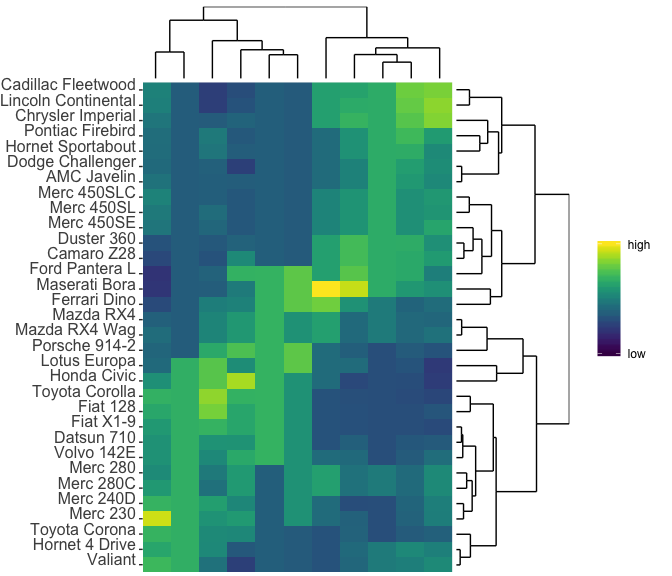 Cadillac Fleetwood
Lincoln Continental
Chrysler Imperial
Pontiac Firebird
Hornet Sportabout
Dodge Challenger
AMC Javelin
Merc 450SLC
Merc 450SL
Merc 450SE
Duster 360
Camaro Z28
Ford Pantera L
Maserati Bora
Ferrari Dino
Mazda RX4
Mazda RX4 Wag
Porsche 914-2
Lotus Europa
Honda Civic
Toyota Corolla
Fiat 128
Fiat X1-9
Datsun 710
Volvo 142E
Merc 280
Merc 280C
Merc 240D
Merc 230
Toyota Corona
Hornet 4 Drive
Valiant
high
low